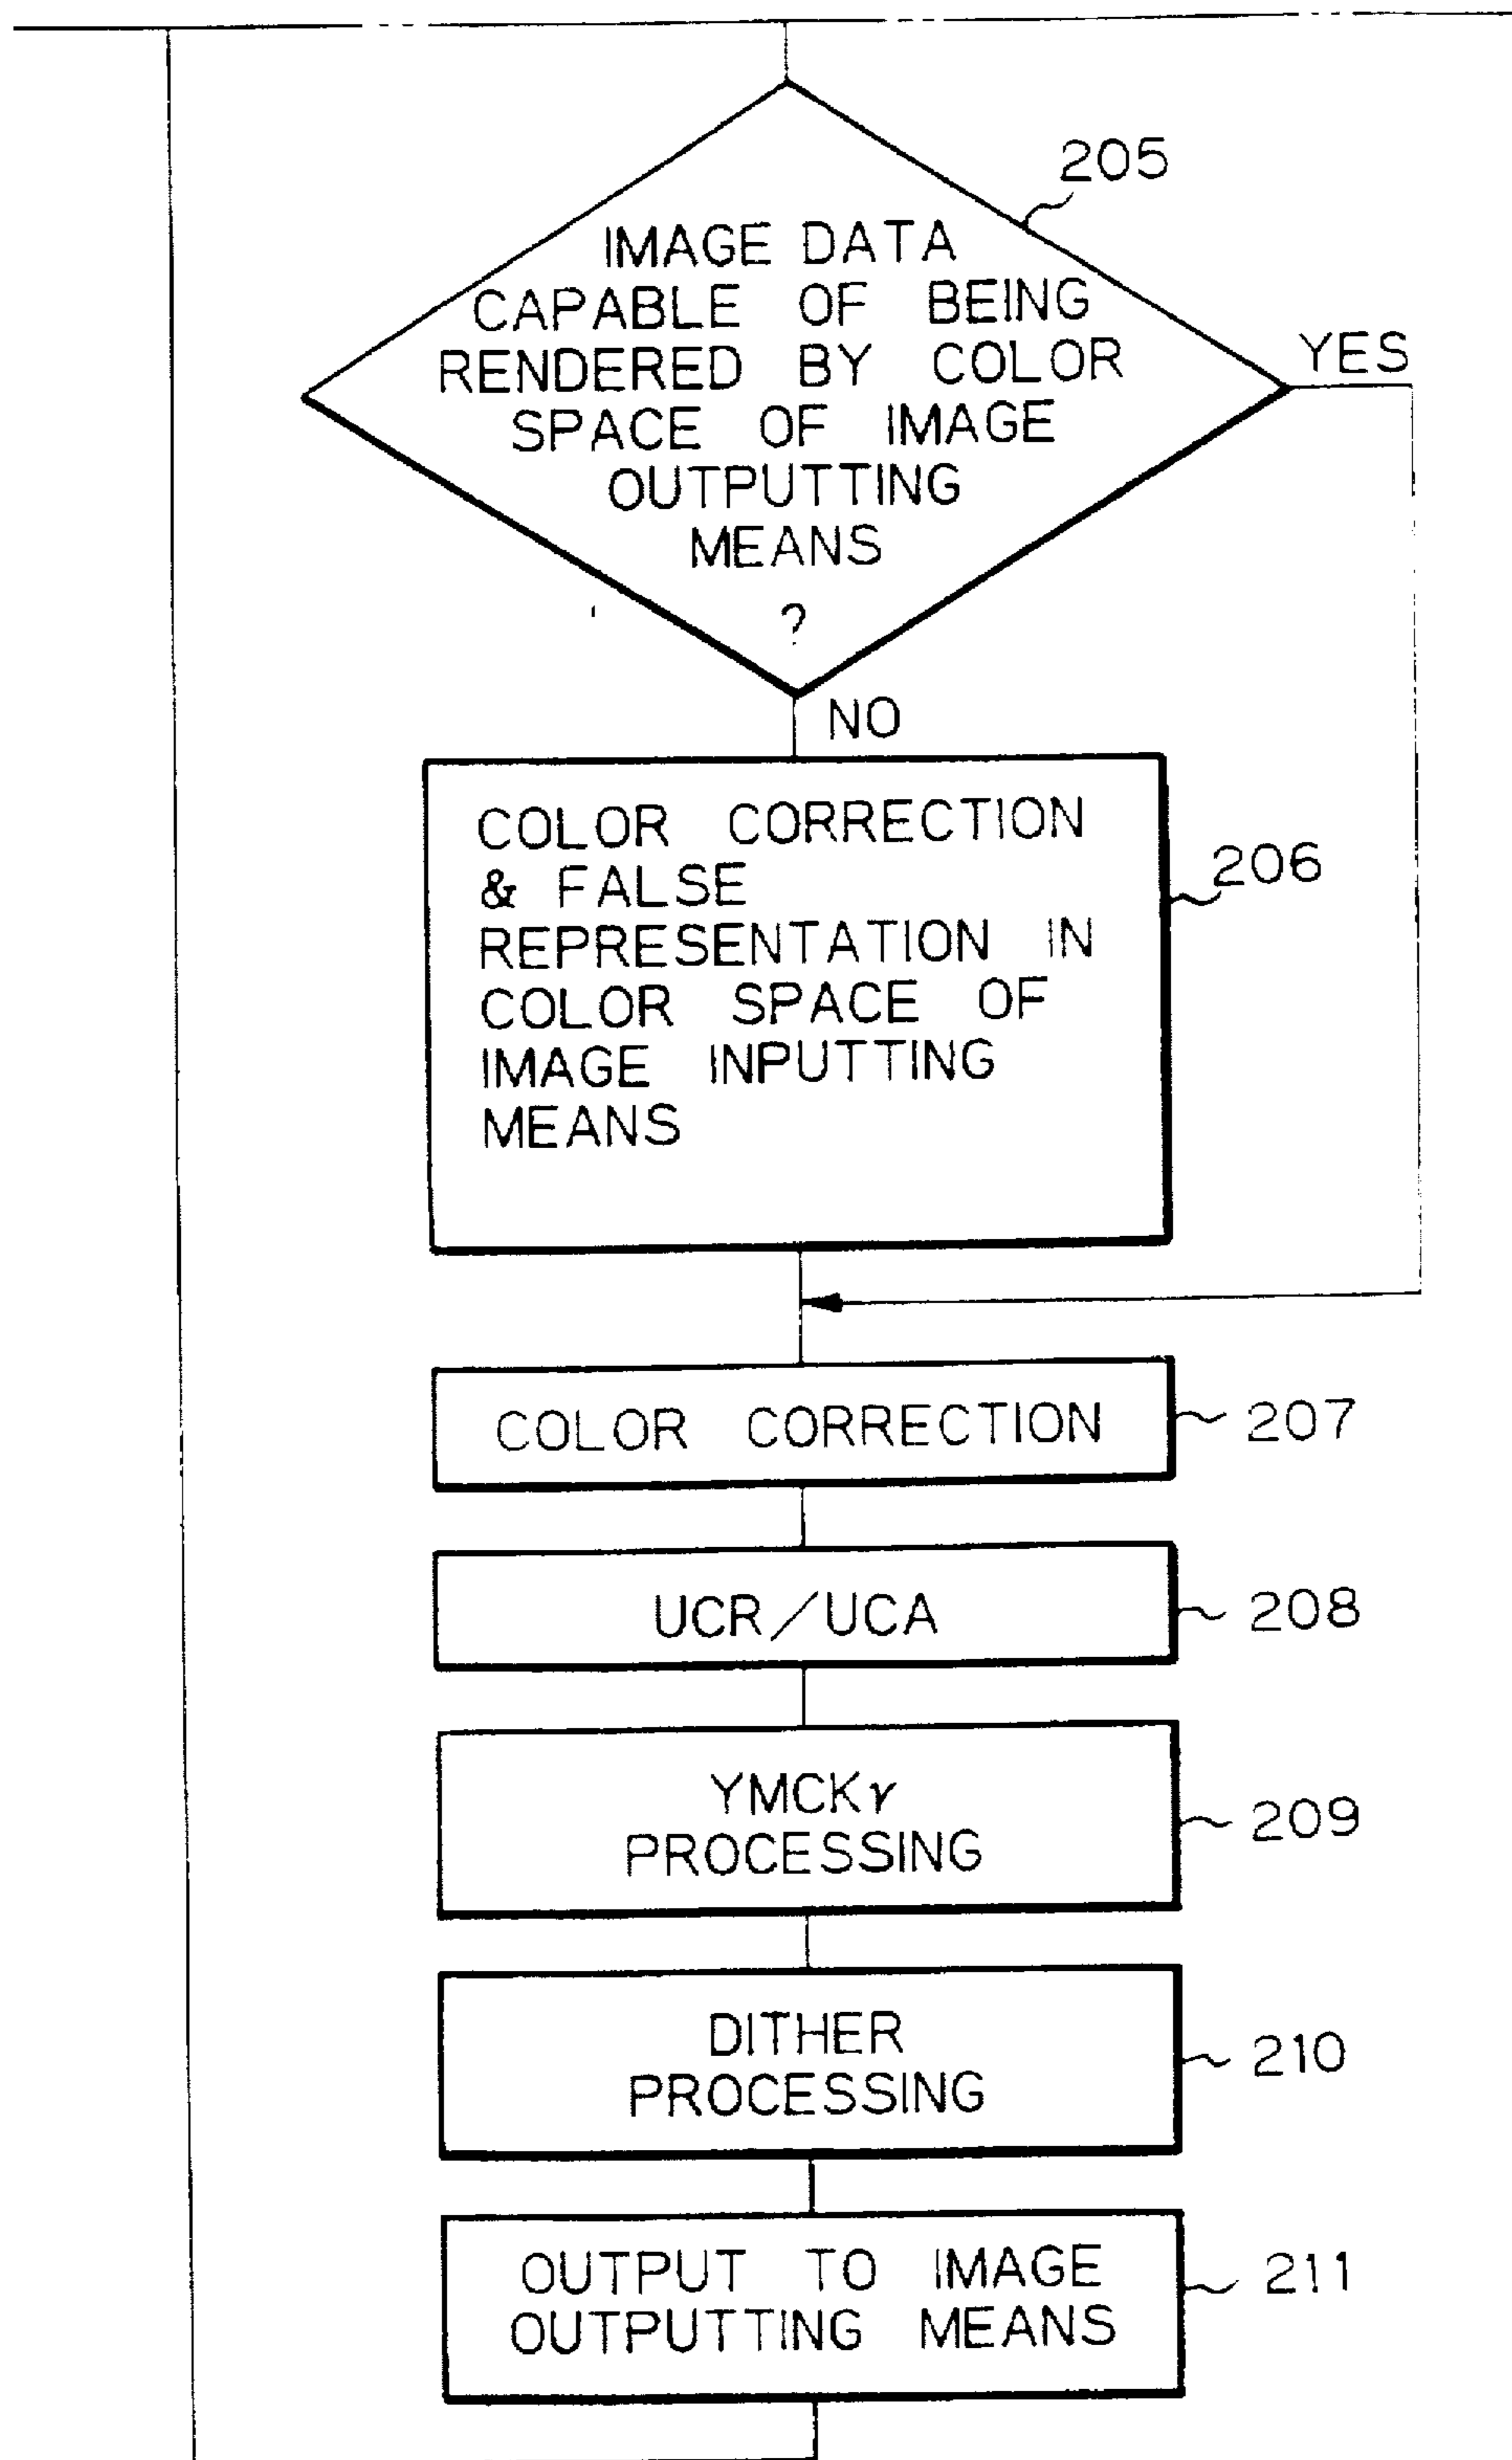 205
IMAGE DATA
CAPABLE OF BEING
RENDERED BY COLOR
SPACE OF IMAGE
OUTPUTTING
MEANS
?
YES
NO
COLOR CORRECTION
& FALSE
REPRESENTATION IN
COLOR SPACE OF
IMAGE INPUTTING
MEANS
206
COLOR CORRECTION
207
UCR/UCA
208
YMCKγ
PROCESSING
209
DITHER
PROCESSING
210
OUTPUT TO IMAGE
OUTPUTTING MEANS
211